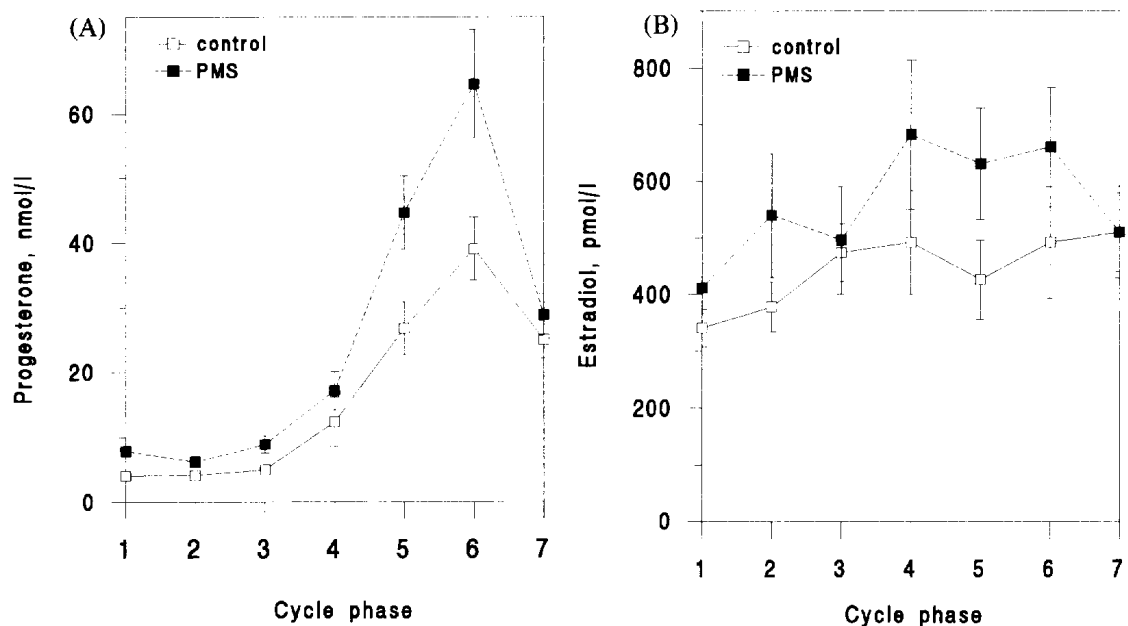 (A)
control
PMS
Progesterone, nmol/l
60
40
20
0
1 2 3 4 5 6 7
Cycle phase
(B)
control
PMS
Estradiol, pmol/l
800
600
400
200
0
1 2 3 4 5 6 7
Cycle phase